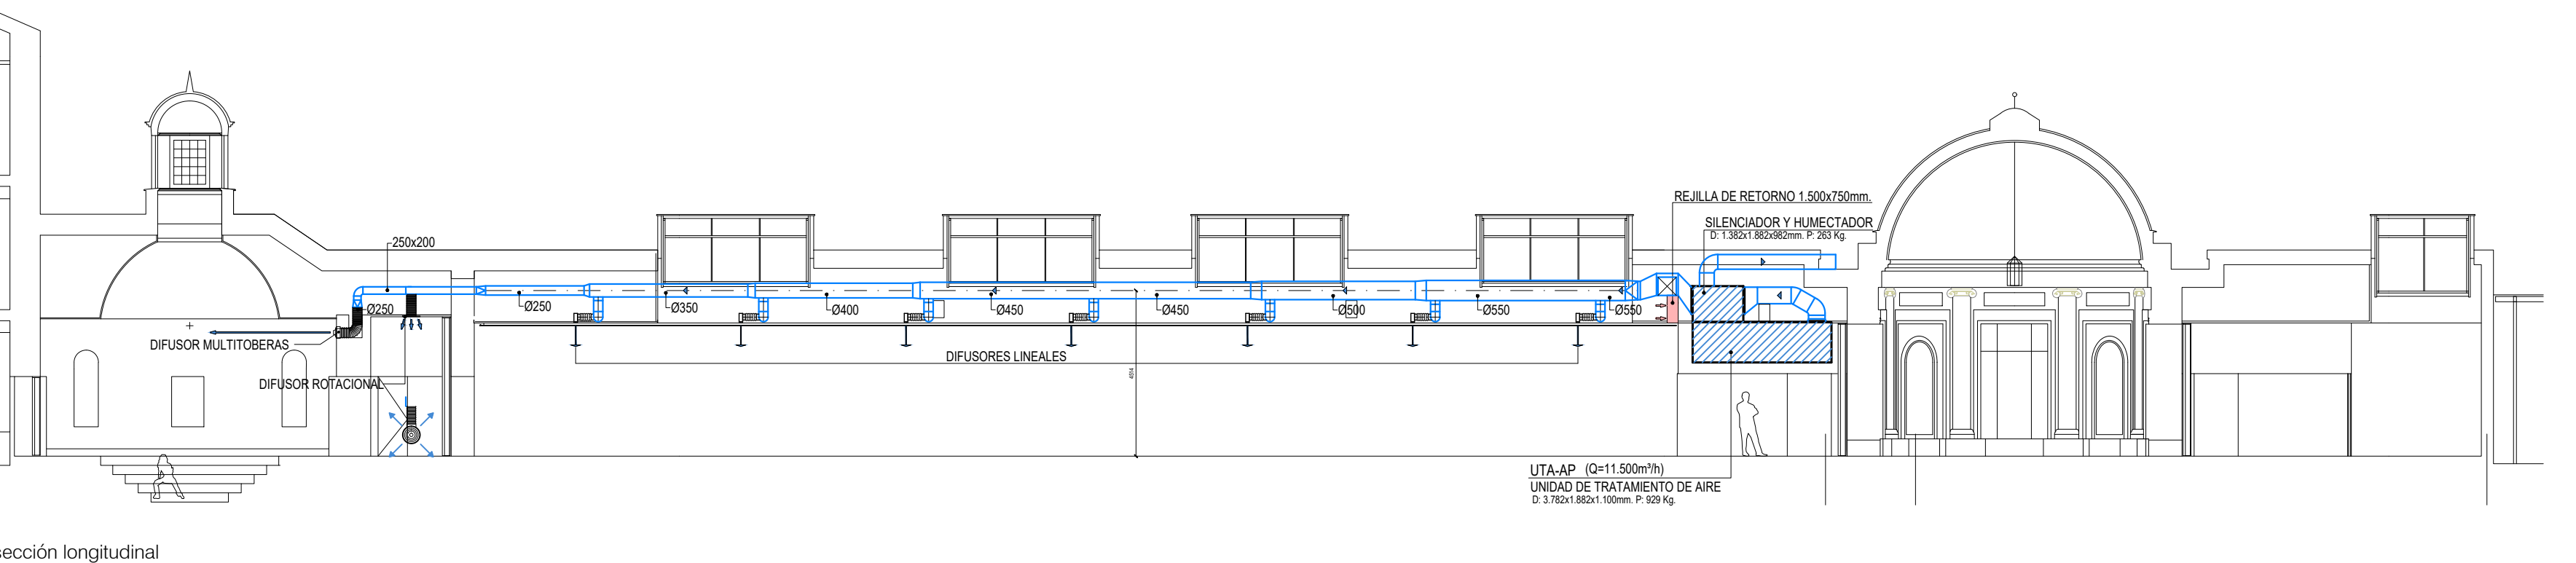 REJILLA DE RETORNO 1.500x750mm.
SILENCIADOR Y HUMECTADOR
D: 1.382x1.882x982mm. P: 263 Kg.
250x200
Ø250
Ø250
Ø350
Ø400
Ø450
Ø450
Ø500
Ø550
Ø550
DIFUSOR MULTITOBERAS
DIFUSORES LINEALES
4514
DIFUSOR ROTACIONAL
UTA-AP (Q=11.500m³/h)
UNIDAD DE TRATAMIENTO DE AIRE
D: 3.782x1.882x1.100mm. P: 929 Kg.
sección longitudinal